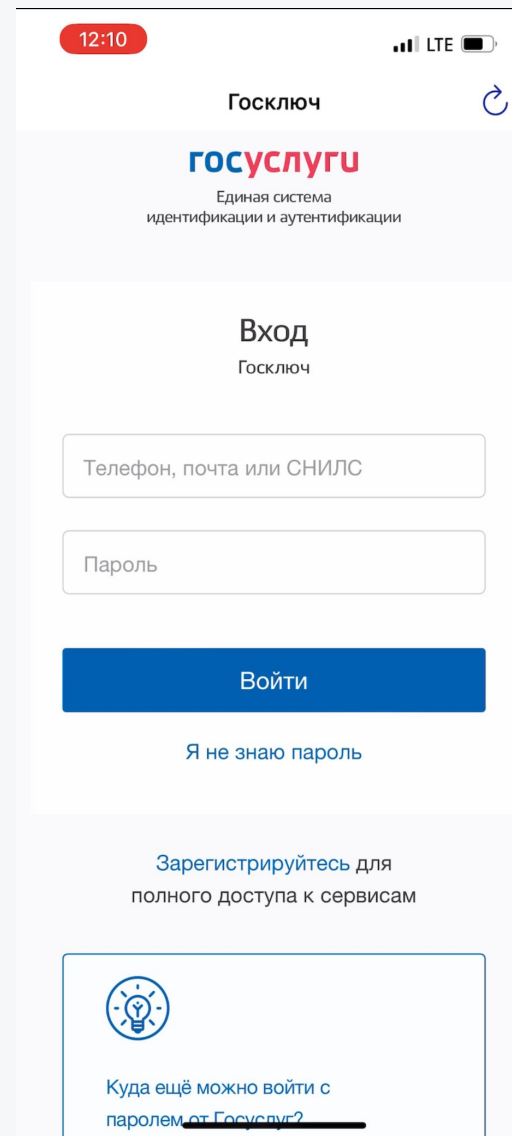 12:10
LTE
Госключ
госуслуги
Единая система
идентификации и аутентификации
Вход
Госключ
Телефон, почта или СНИЛС
Пароль
Войти
Я не знаю пароль
Зарегистрируйтесь для
полного доступа к сервисам
Куда ещё можно войти с
паролем от Госуслуг?